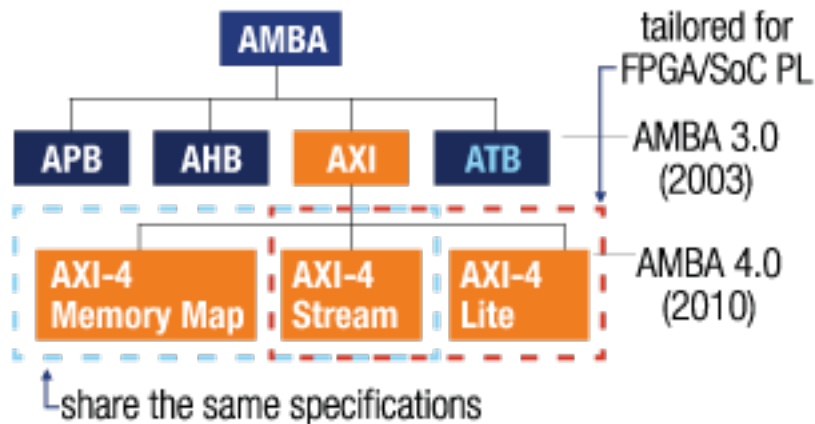 AMBA
tailored for
FPGA/SoC PL
APB
AHB
AXI
ATB
AMBA 3.0
(2003)
AXI-4
Memory Map
AXI-4
Stream
AXI-4
Lite
AMBA 4.0
(2010)
share the same specifications